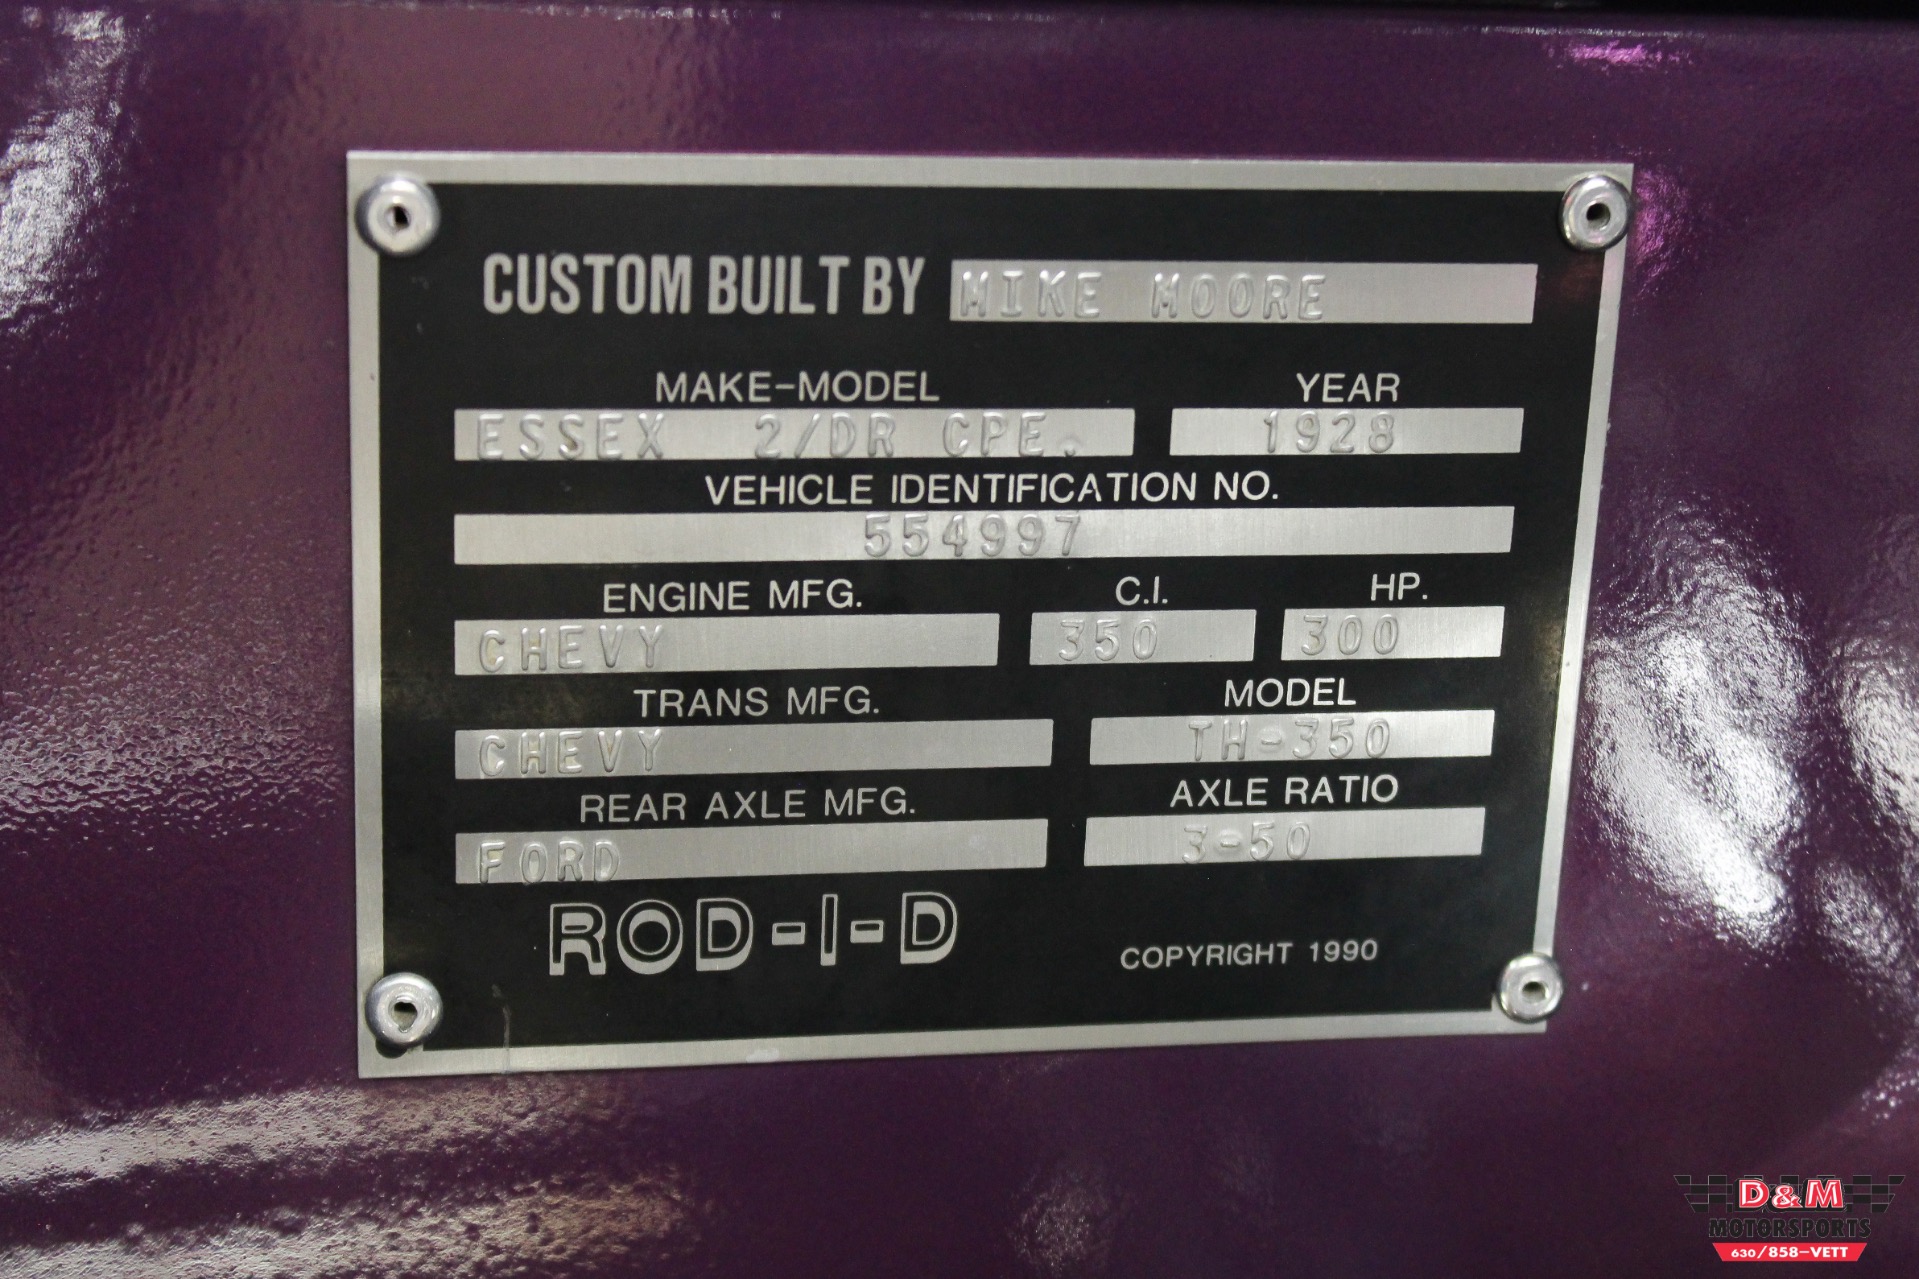 CUSTOM BUILT BY MIKE MOORE
MAKE-MODEL YEAR
ESSEX 2/DR CPE. 1928
VEHICLE IDENTIFICATION NO.
554997
ENGINE MFG. C.I. HP.
CHEVY 350 300
TRANS MFG. MODEL
CHEVY TH-350
REAR AXLE MFG. AXLE RATIO
FORD 3-50
ROD-I-D COPYRIGHT 1990
D&M
MOTORSPORTS
630/858-VETT